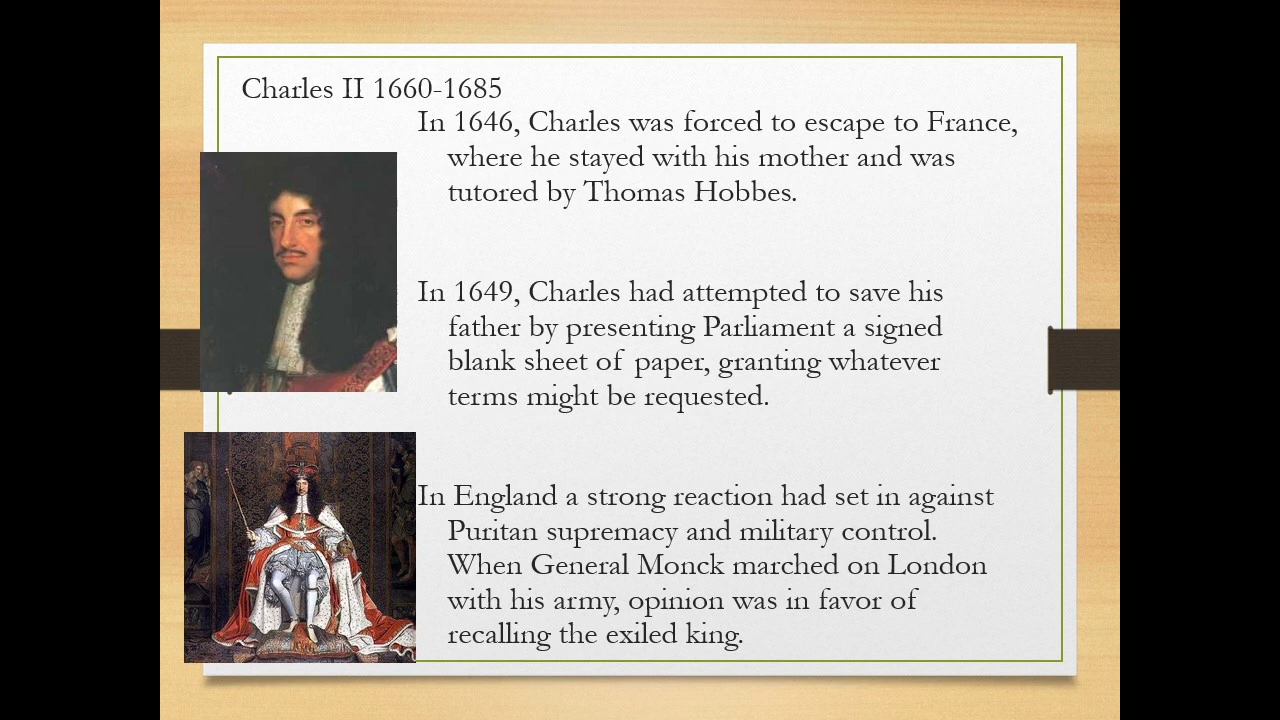 Charles II 1660-1685
In 1646, Charles was forced to escape to France,
where he stayed with his mother and was
tutored by Thomas Hobbes.
In 1649, Charles had attempted to save his
father by presenting Parliament a signed
blank sheet of paper, granting whatever
terms might be requested.
In England a strong reaction had set in against
Puritan supremacy and military control.
When General Monck marched on London
with his army, opinion was in favor of
recalling the exiled king.